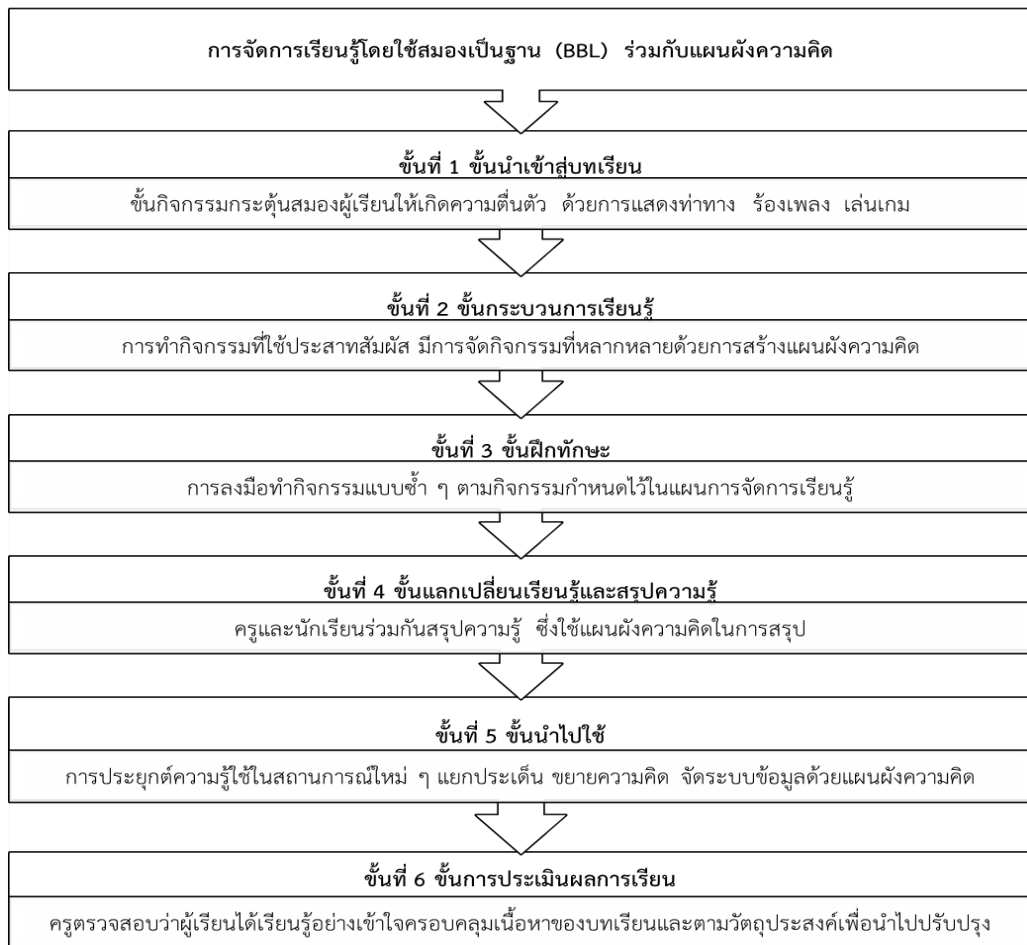 การจัดการเรียนรู้โดยใช้สมองเป็นฐาน (BBL) ร่วมกับแผนผังความคิด
ขั้นที่ 1 ขั้นนำเข้าสู่บทเรียน
ขั้นกิจกรรมกระตุ้นสมองผู้เรียนให้เกิดความตื่นตัว ด้วยการแสดงท่าทาง ร้องเพลง เล่นเกม
ขั้นที่ 2 ขั้นกระบวนการเรียนรู้
การทำกิจกรรมที่ใช้ประสาทสัมผัส มีการจัดกิจกรรมที่หลากหลายด้วยการสร้างแผนผังความคิด
ขั้นที่ 3 ขั้นฝึกทักษะ
การลงมือทำกิจกรรมแบบซ้ำ ๆ ตามกิจกรรมกำหนดไว้ในแผนการจัดการเรียนรู้
ขั้นที่ 4 ขั้นแลกเปลี่ยนเรียนรู้และสรุปความรู้
ครูและนักเรียนร่วมกันสรุปความรู้ ซึ่งใช้แผนผังความคิดในการสรุป
ขั้นที่ 5 ขั้นนำไปใช้
การประยุกต์ความรู้ใช้ในสถานการณ์ใหม่ ๆ แยกประเด็น ขยายความคิด จัดระบบข้อมูลด้วยแผนผังความคิด
ขั้นที่ 6 ขั้นการประเมินผลการเรียน
ครูตรวจสอบว่าผู้เรียนได้เรียนรู้อย่างเข้าใจครอบคลุมเนื้อหาของบทเรียนและตามวัตถุประสงค์เพื่อนำไปปรับปรุง